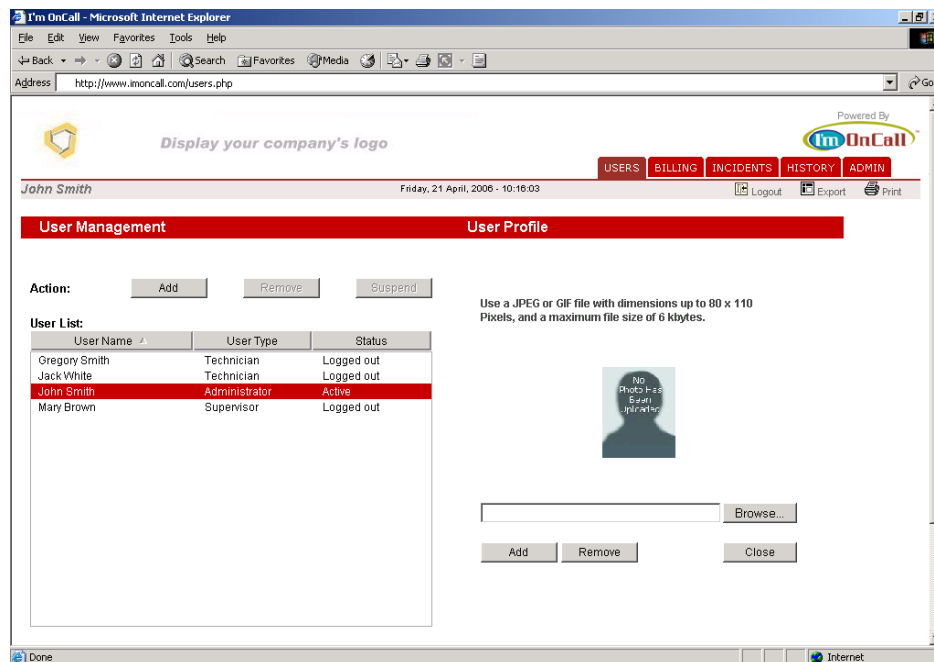 I'm OnCall - Microsoft Internet Explorer
File Edit View Favorites Tools Help
Back Search Favorites Media
Address http://www.imoncall.com/users.php Go
Powered By
I'm OnCall
Display your company's logo
USERS BILLING INCIDENTS HISTORY ADMIN
John Smith Friday, 21 April, 2006 - 10:16:03 Logout Export Print
User Management User Profile
Action: Add Remove Suspend
Use a JPEG or GIF file with dimensions up to 80 x 110
Pixels, and a maximum file size of 6 kbytes.
User List:
User Name User Type Status
Gregory Smith Technician Logged out
Jack White Technician Logged out
John Smith Administrator Active
Mary Brown Supervisor Logged out
No
Photo Has
Been
Uploaded
Browse...
Add Remove Close
Done Internet